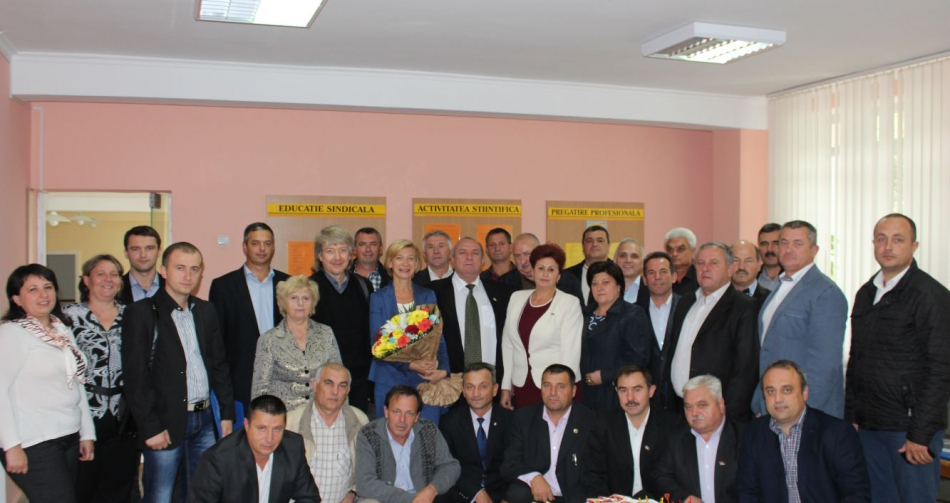 EDUCATIE SINDICALA
ACTIVITATEA STIINTIFICA
PREGATIRE PROFESIONALA